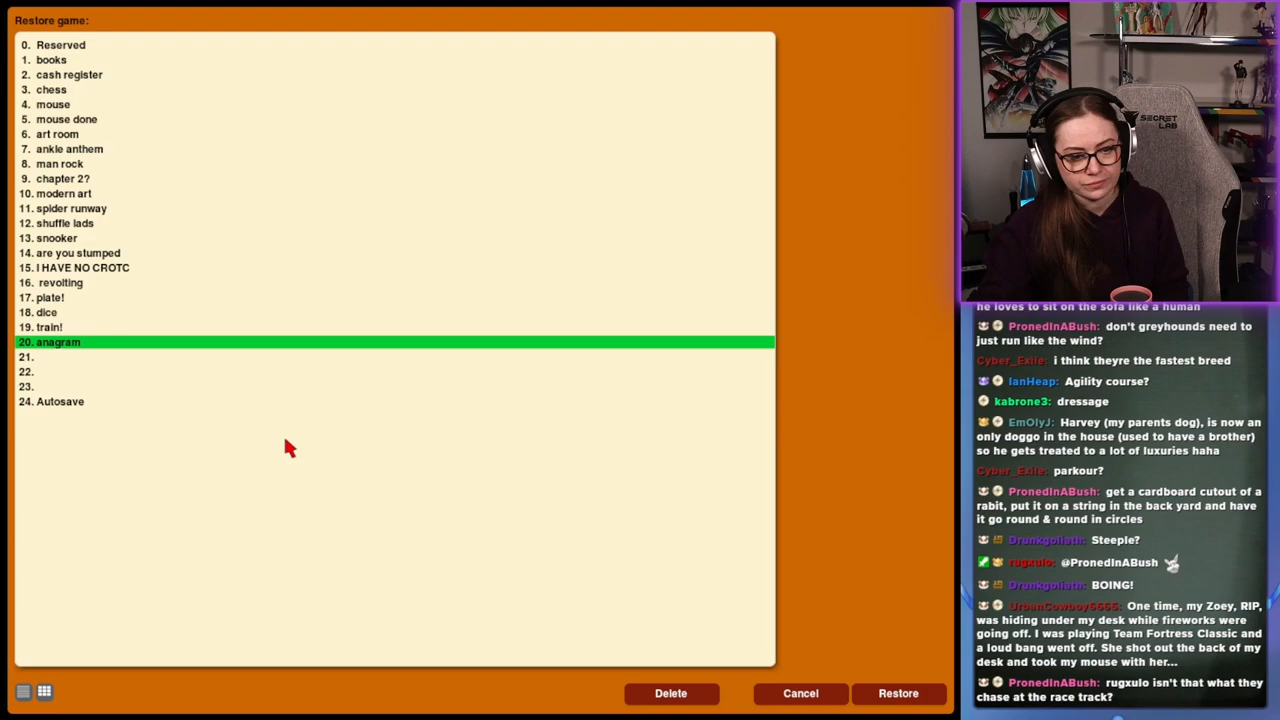 Restore game:
0. Reserved
1. books
2. cash register
3. chess
4. mouse
5. mouse done
6. art room
7. ankle anthem
8. man rock
9. chapter 2?
10. modern art
11. spider runway
12. shuffle lads
13. snooker
14. are you stumped
15. I HAVE NO CROTC
16. revolting
17. plate!
18. dice
19. train!
20. anagram
21.
22.
23.
24. Autosave
Delete
Cancel
Restore
SECRET
LAB
he loves to sit on the sofa like a human
PronedInABush: don't greyhounds need to
just run like the wind?
Cyber_Exile: i think theyre the fastest breed
IanHeap: Agility course?
kabrone3: dressage
EmOlyJ: Harvey (my parents dog), is now an
only doggo in the house (used to have a brother)
so he gets treated to a lot of luxuries haha
Cyber_Exile: parkour?
PronedInABush: get a cardboard cutout of a
rabit, put it on a string in the back yard and have
it go round & round in circles
Drunkgoliath: Steeple?
rugxulo: @PronedInABush
Drunkgoliath: BOING!
UrbanCowboy6666: One time, my Zoey, RIP,
was hiding under my desk while fireworks were
going off. I was playing Team Fortress Classic and
a loud bang went off. She shot out the back of my
desk and took my mouse with her...
PronedInABush: rugxulo isn't that what they
chase at the race track?